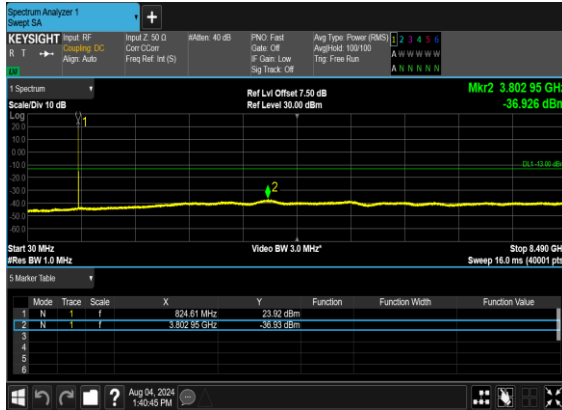 Spectrum Analyzer 1
Swept SA
+
KEYSIGHT Input: RF Input Z: 50 Ω #Atten: 40 dB PNO: Fast Avg Type: Power (RMS) 1 2 3 4 5 6
R T Coupling: DC Corr CCorr Gate: Off Avg|Hold: 100/100 A W W W W W
Align: Auto Freq Ref: Int (S) IF Gain: Low Trig: Free Run
Sig Track: Off A N N N N N
1 Spectrum Ref Lvl Offset 7.50 dB Mkr2 3.802 95 GHz
Scale/Div 10 dB Ref Level 30.00 dBm -36.926 dBm
Log
20.0
10.0
0.00
-10.0 DL1 -13.00 dBm
-20.0
-30.0
-40.0
-50.0
-60.0
1
2
Start 30 MHz Video BW 3.0 MHz* Stop 8.490 GHz
#Res BW 1.0 MHz Sweep 16.0 ms (40001 pts)
5 Marker Table
Mode Trace Scale X Y Function Function Width Function Value
1 N 1 f 824.61 MHz 23.92 dBm
2 N 1 f 3.802 95 GHz -36.93 dBm
3
4
5
6
? Aug 04, 2024
1:40:45 PM